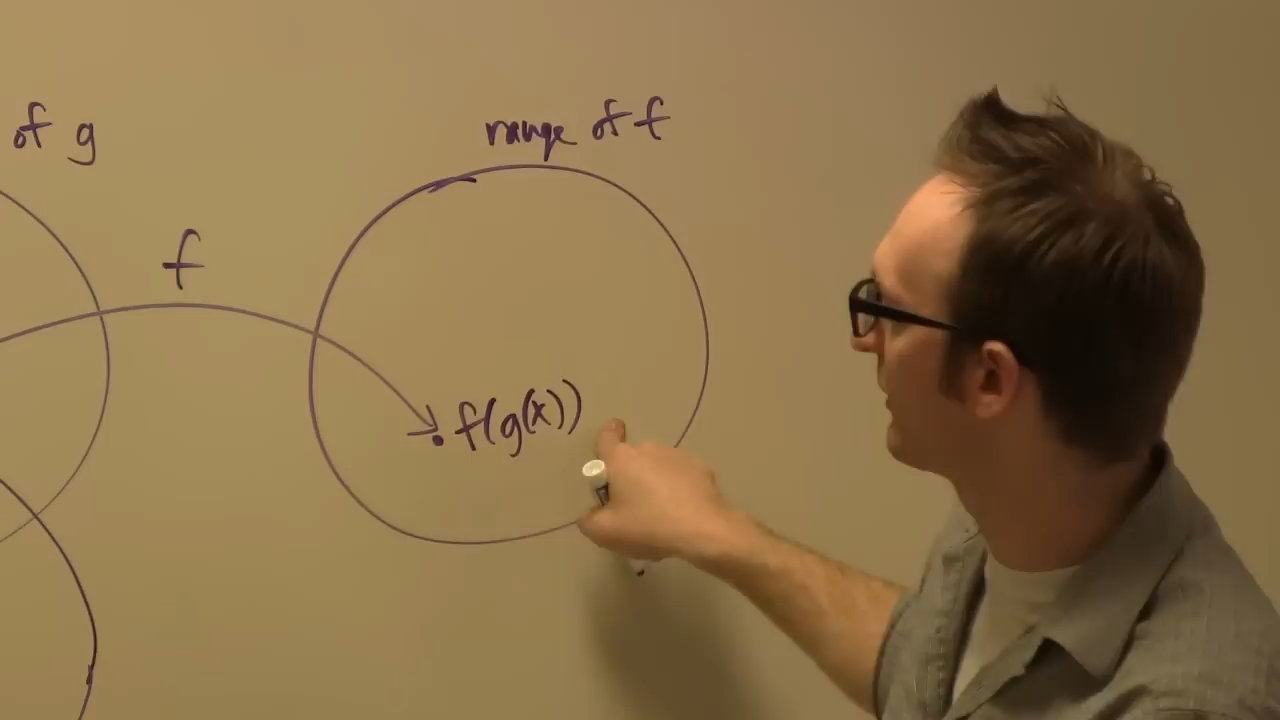 of g
range of f
f
f(g(x))